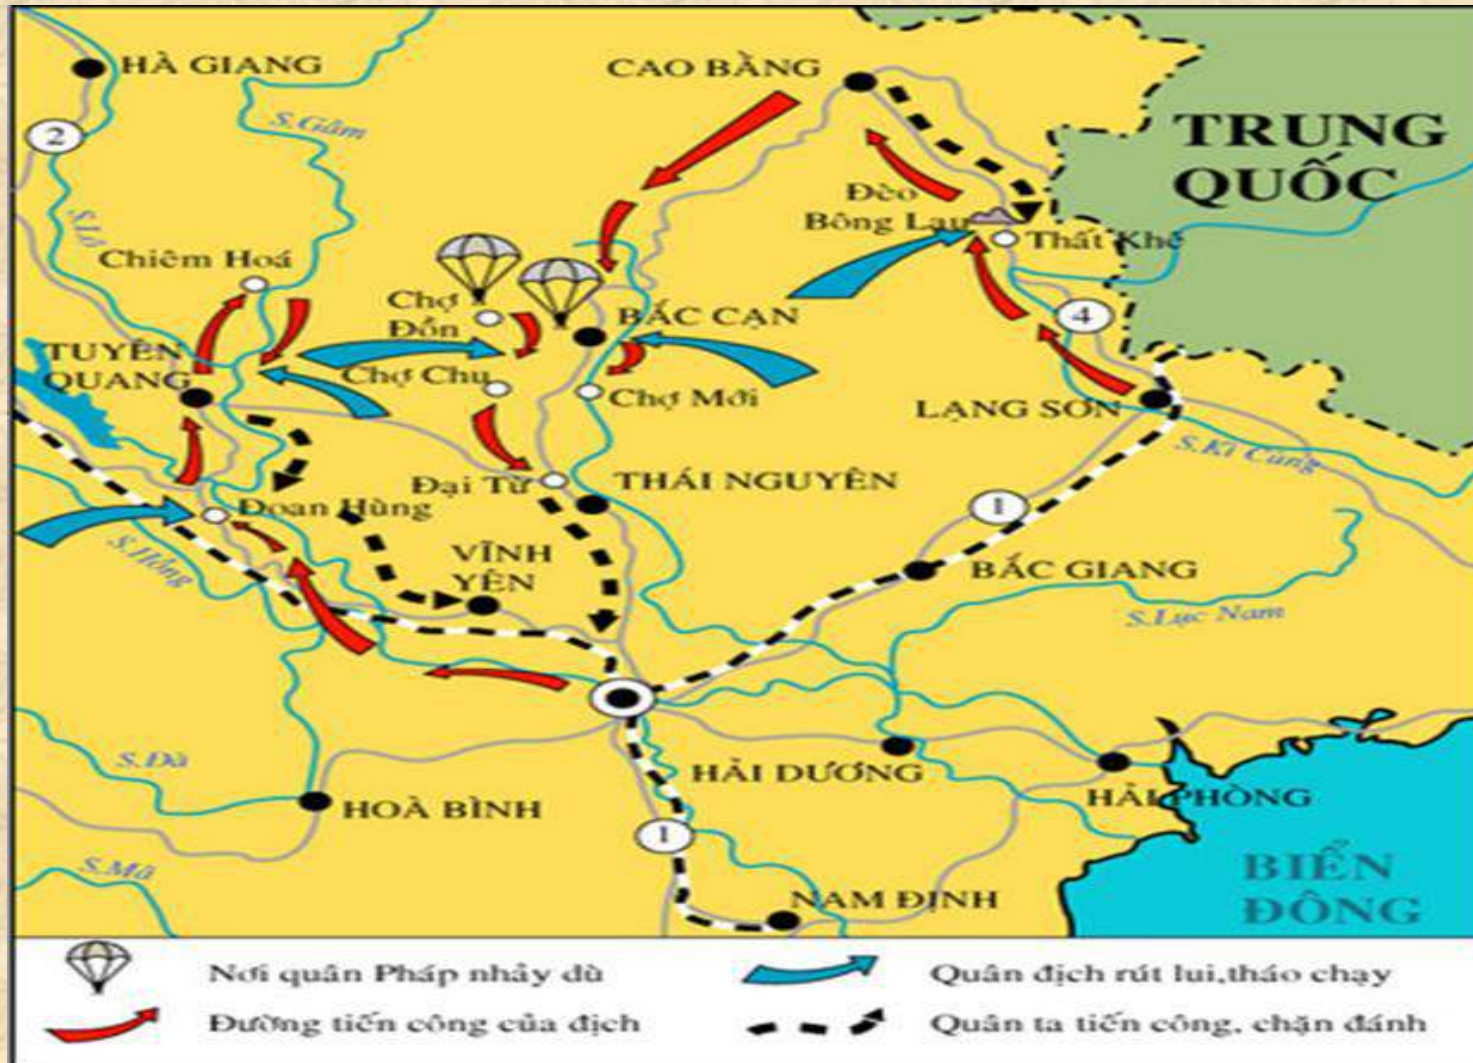 HÀ GIANG
CAO BẰNG
2
S.Gâm
TRUNG
QUỐC
S.Lô
Đèo
Bông Lau
Thất Khê
Chiêm Hoá
Chợ
Đồn
BẮC CẠN
4
TUYÊN
QUANG
Chợ Chu
Chợ Mới
LẠNG SƠN
S.Kì Cùng
Đại Từ
THÁI NGUYÊN
Đoan Hùng
1
S.Hồng
VĨNH
YÊN
BẮC GIANG
S.Lục Nam
S.Đà
HẢI DƯƠNG
HOÀ BÌNH
HẢI PHÒNG
1
S.Mã
BIỂN
ĐÔNG
NAM ĐỊNH
Nơi quân Pháp nhảy dù
Quân địch rút lui,tháo chạy
Đường tiến công của địch
Quân ta tiến công, chặn đánh